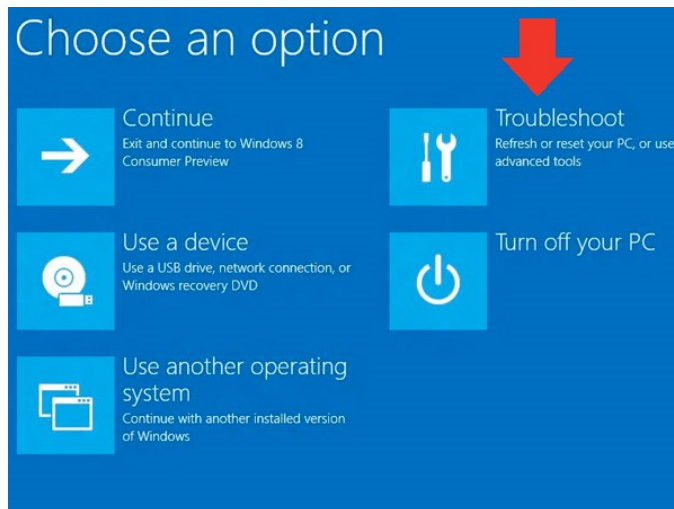 Choose an option
Continue
Exit and continue to Windows 8
Consumer Preview
Use a device
Use a USB drive, network connection, or
Windows recovery DVD
Use another operating
system
Continue with another installed version
of Windows
Troubleshoot
Refresh or reset your PC, or use
advanced tools
Turn off your PC